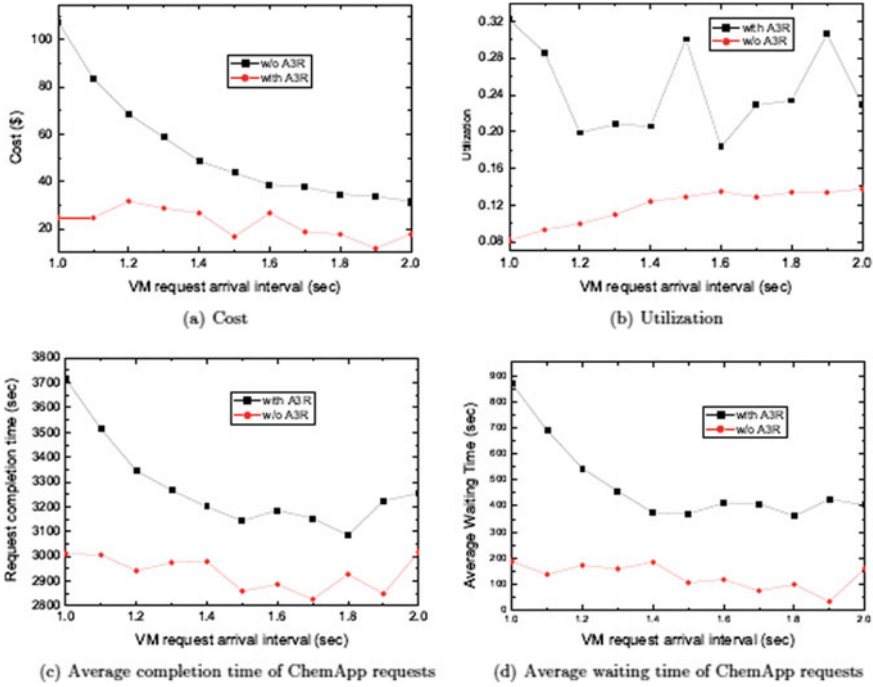 100
80
60
40
20
Cost ($)
w/o A3R
with A3R
1.0 1.2 1.4 1.6 1.8 2.0
VM request arrival interval (sec)
(a) Cost
0.32
0.28
0.24
0.20
0.16
0.12
0.08
Utilization
with A3R
w/o A3R
1.0 1.2 1.4 1.6 1.8 2.0
VM request arrival interval (sec)
(b) Utilization
3800
3700
3600
3500
3400
3300
3200
3100
3000
2900
2800
Request completion time (sec)
with A3R
w/o A3R
1.0 1.2 1.4 1.6 1.8 2.0
VM request arrival interval (sec)
(c) Average completion time of ChemApp requests
900
800
700
600
500
400
300
200
100
0
Average Waiting Time (sec)
with A3R
w/o A3R
1.0 1.2 1.4 1.6 1.8 2.0
VM request arrival interval (sec)
(d) Average waiting time of ChemApp requests